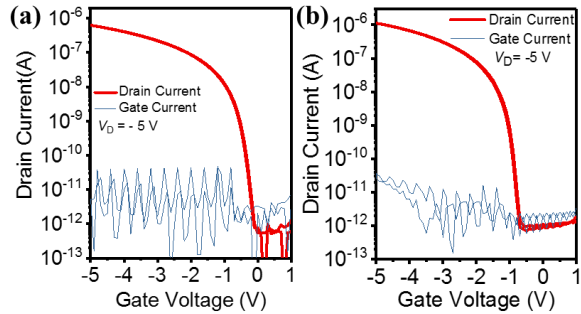 (a)
Drain Current(A)
10-6
10-7
10-8
10-9
10-10
10-11
10-12
10-13
Drain Current
Gate Current
VD = - 5 V
-5 -4 -3 -2 -1 0 1
Gate Voltage (V)
(b)
Drain Current (A)
10-6
10-7
10-8
10-9
10-10
10-11
10-12
10-13
Drain Current
Gate Current
VD= -5 V
-5 -4 -3 -2 -1 0 1
Gate Voltage (V)